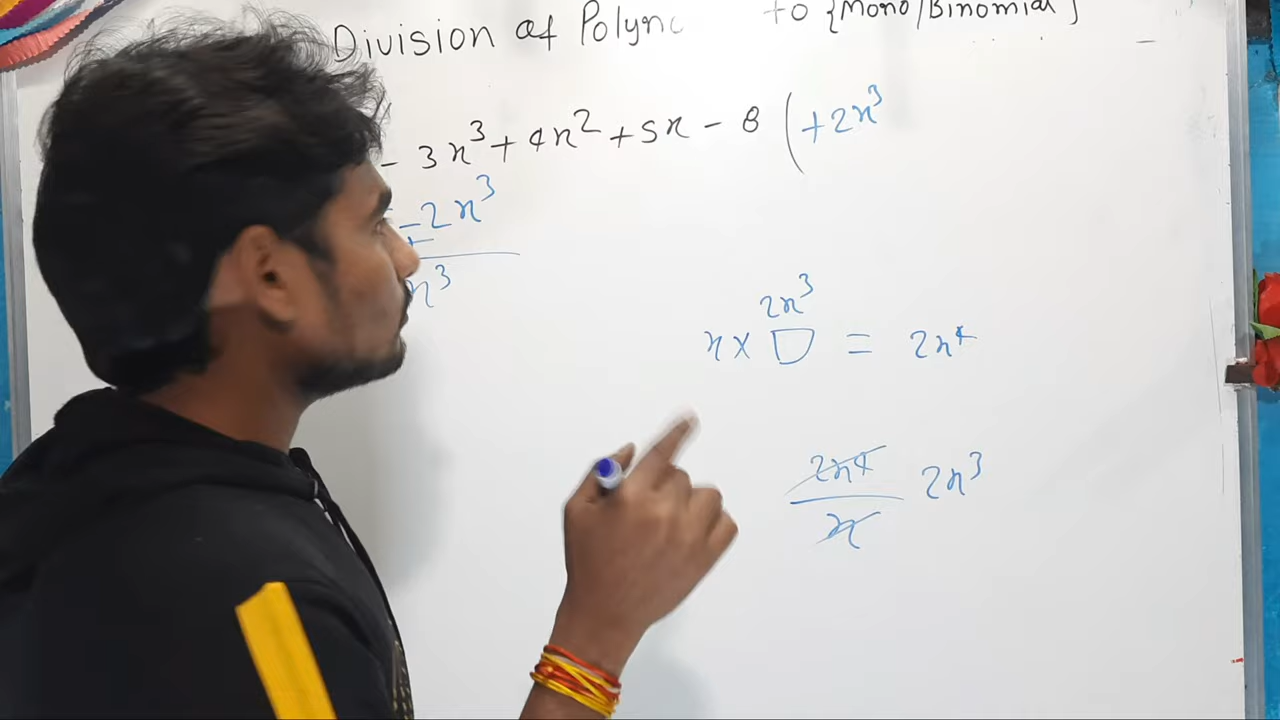 Division of Polyno to {Mono/Binomial}
- 3x³ + 4x² + 5x - 8 ( +2x³
- 2x³
+
x³
2x³
x × □ = 2x⁴
2x⁴ 2x³
x